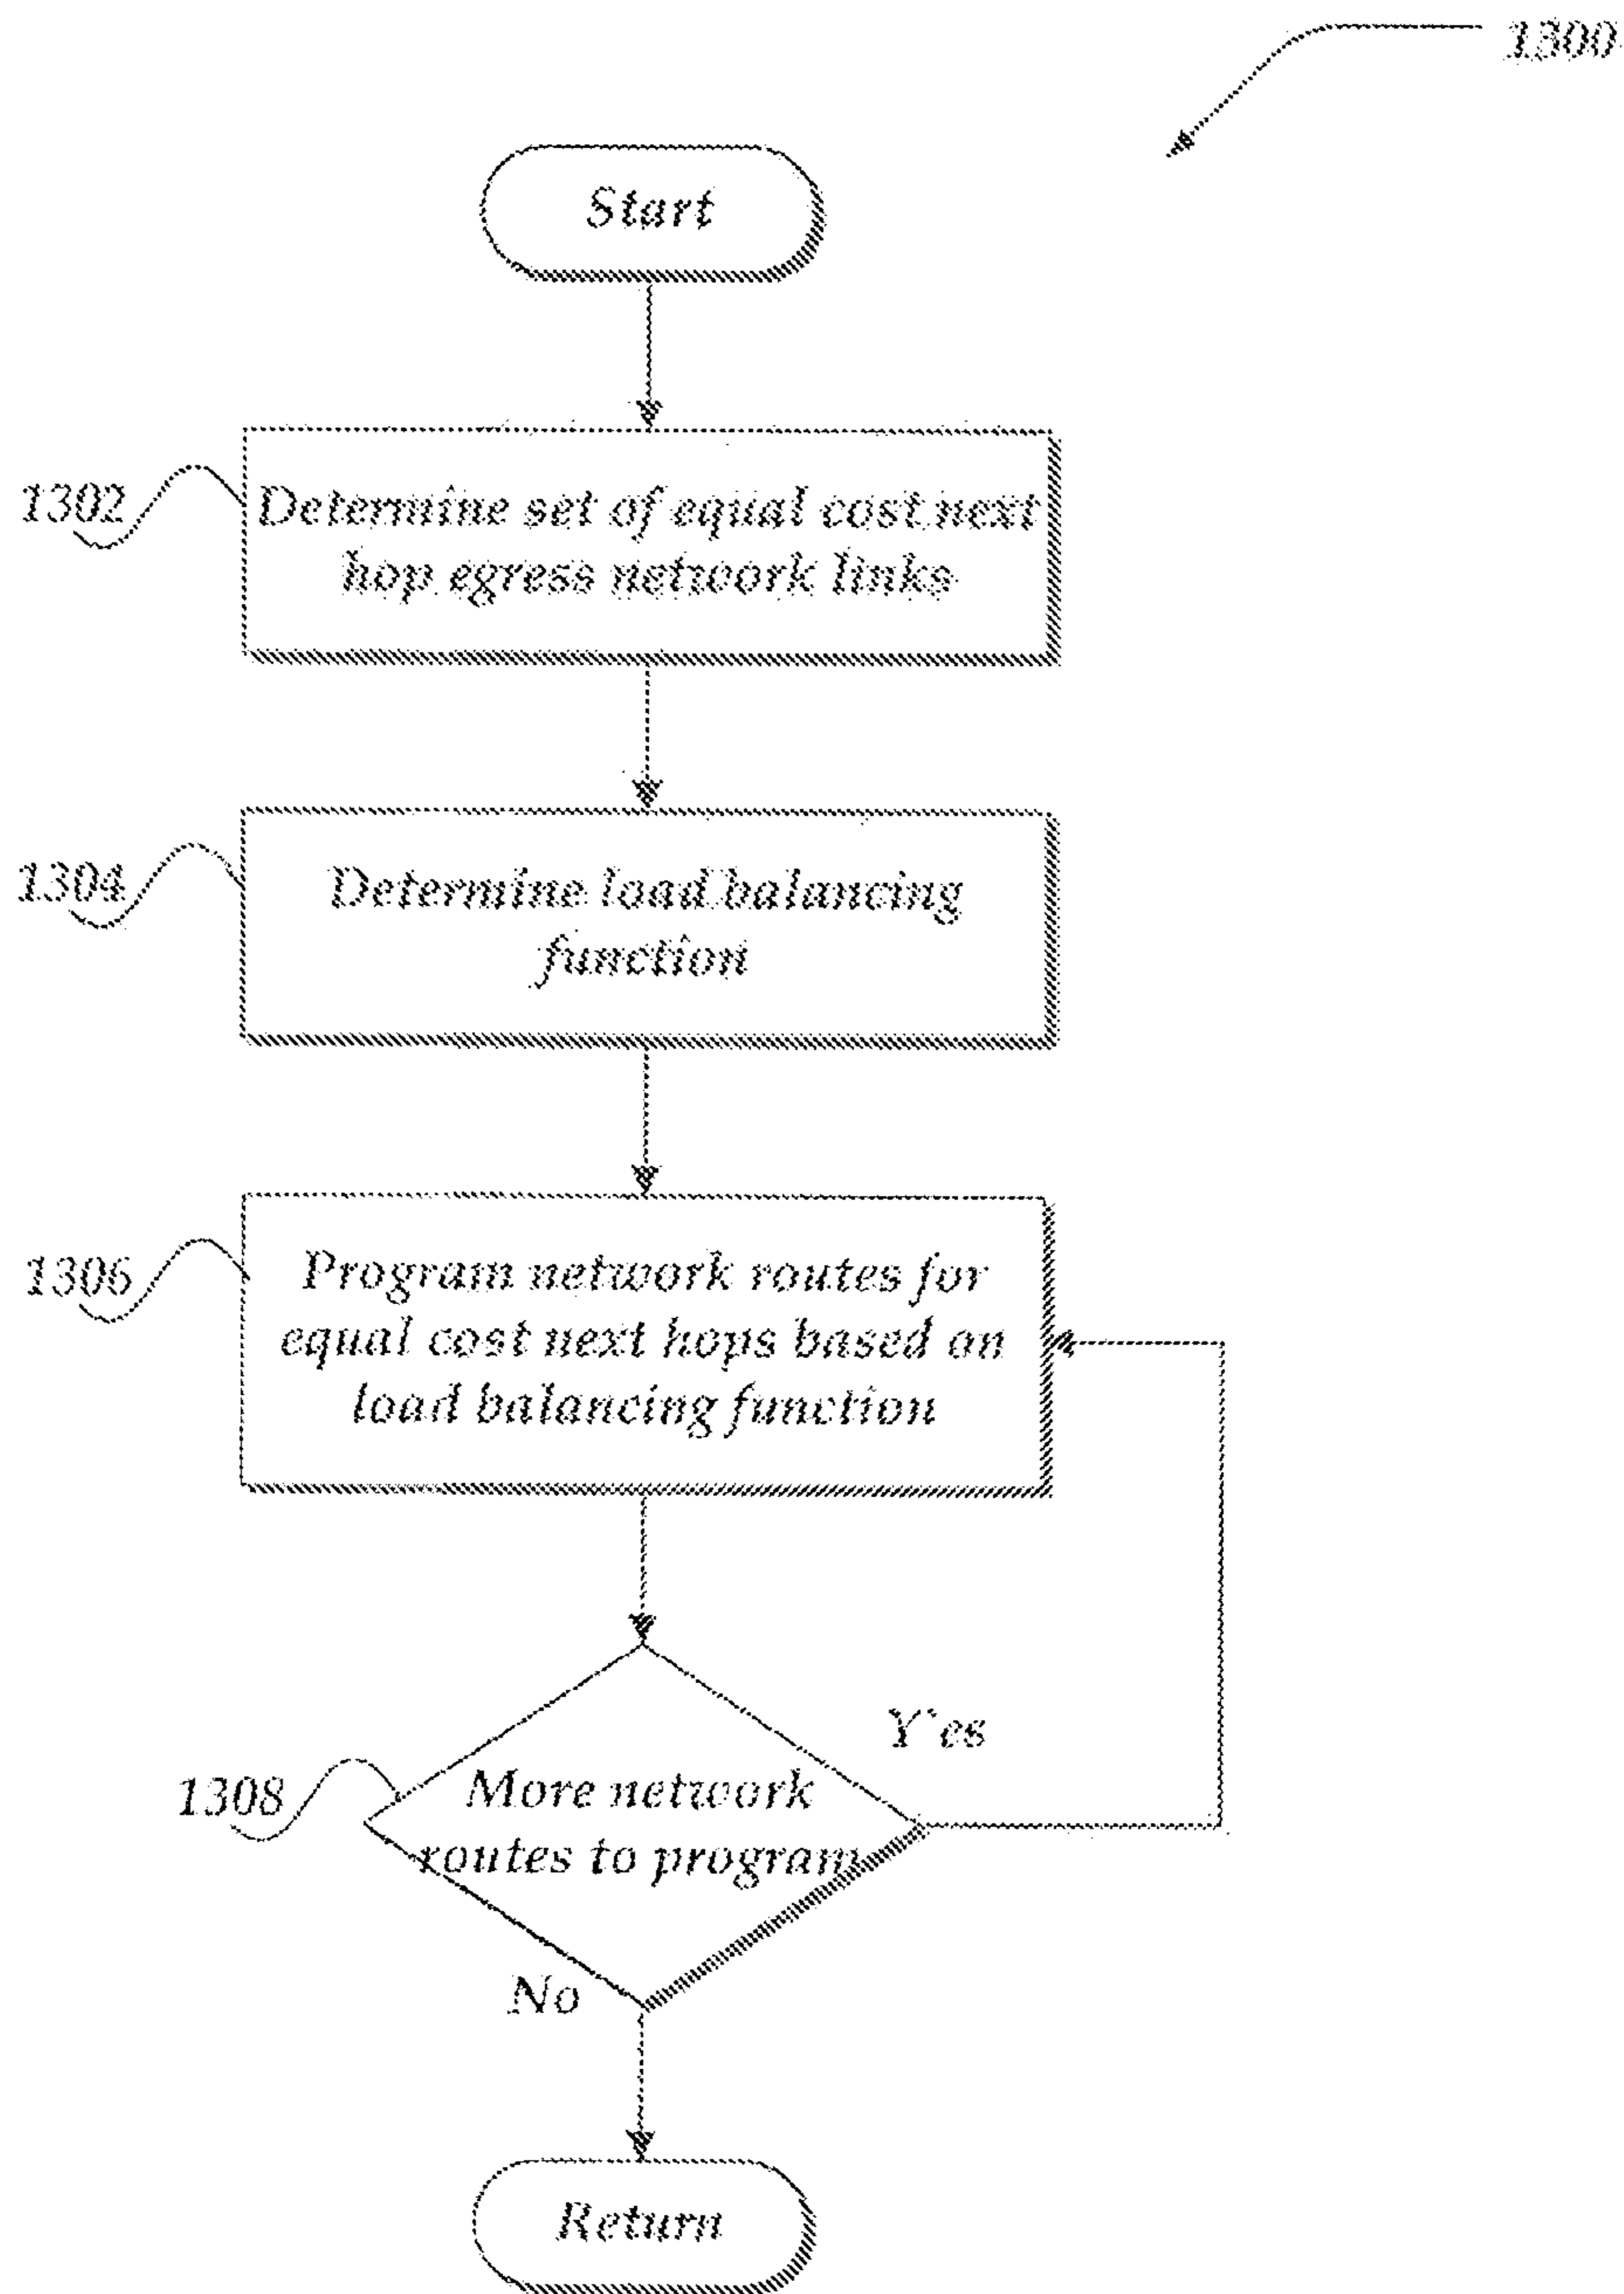 1300
Start
1302
Determine set of equal cost next
hop egress network links
1304
Determine load balancing
function
1306
Program network routes for
equal cost next hops based on
load balancing function
Yes
1308
More network
routes to program
No
Return